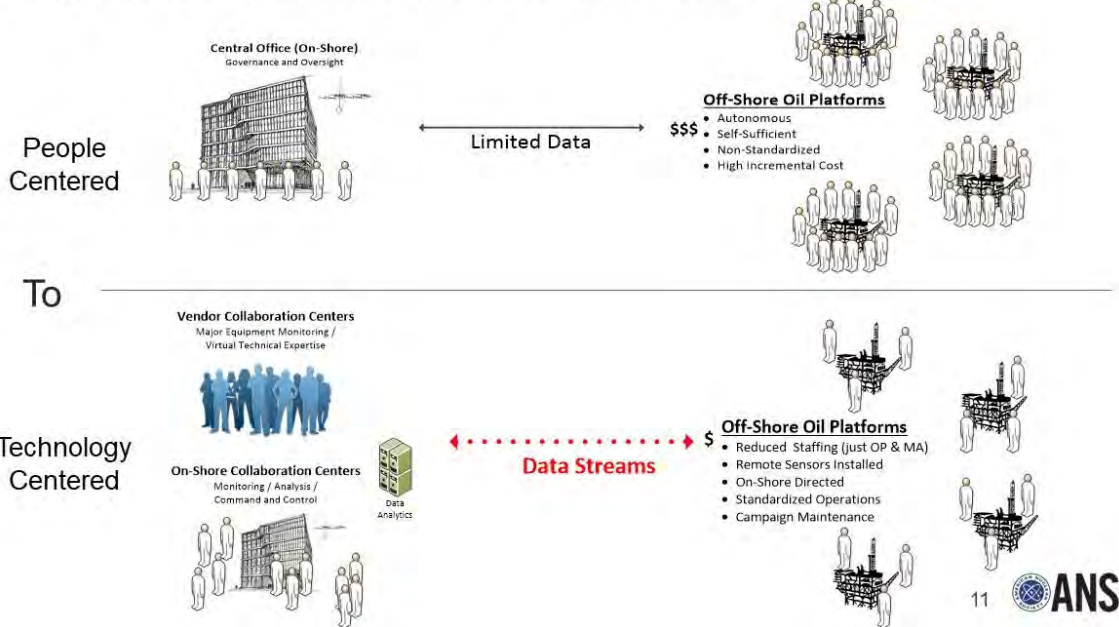 Central Office (On-Shore)
Governance and Oversight
People
Centered
Limited Data
$$$
Off-Shore Oil Platforms
• Autonomous
• Self-Sufficient
• Non-Standardized
• High Incremental Cost
To
Vendor Collaboration Centers
Major Equipment Monitoring /
Virtual Technical Expertise
Technology
Centered
On-Shore Collaboration Centers
Monitoring / Analysis /
Command and Control
Data
Analytics
Data Streams
$
Off-Shore Oil Platforms
• Reduced Staffing (just OP & MA)
• Remote Sensors Installed
• On-Shore Directed
• Standardized Operations
• Campaign Maintenance
11
AMERICAN NUCLEAR SOCIETY
ANS